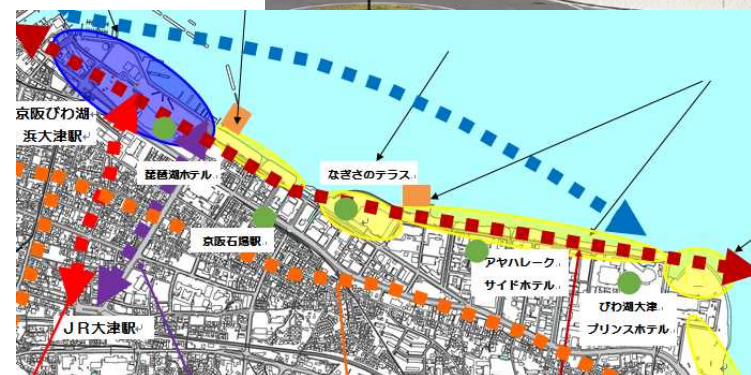 京阪びわ湖
浜大津駅
琵琶湖ホテル
なぎさのテラス
京阪石場駅
アヤハレーク
サイドホテル
びわ湖大津
プリンスホテル
ＪＲ大津駅